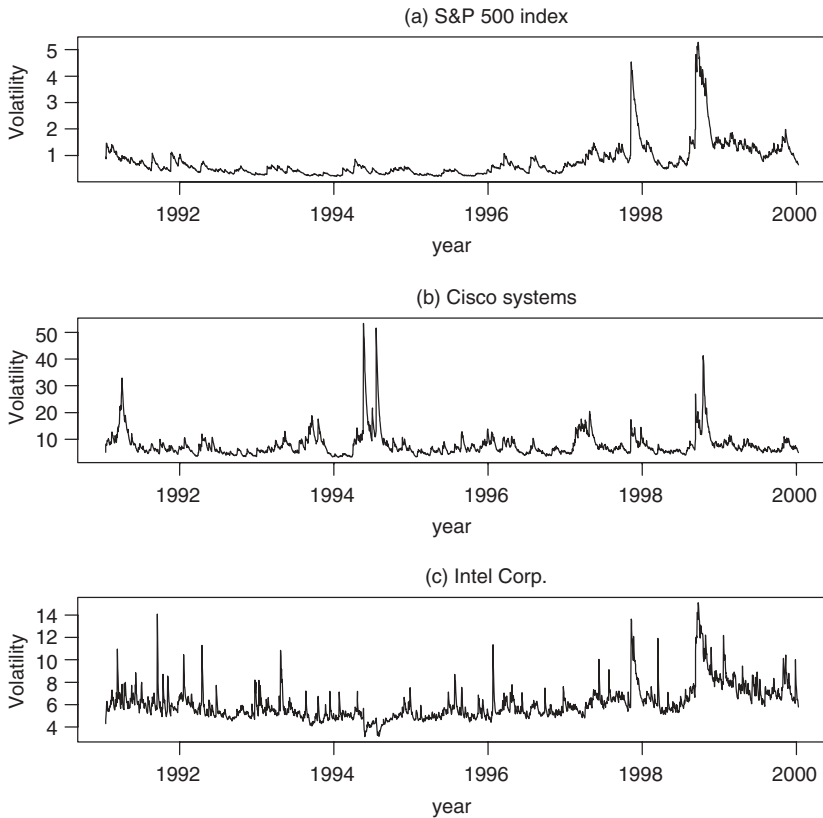 (a) S&P 500 index
Volatility
5
4
3
2
1
1992 1994 1996 1998 2000
year
(b) Cisco systems
Volatility
50
40
30
20
10
1992 1994 1996 1998 2000
year
(c) Intel Corp.
Volatility
14
12
10
8
6
4
1992 1994 1996 1998 2000
year